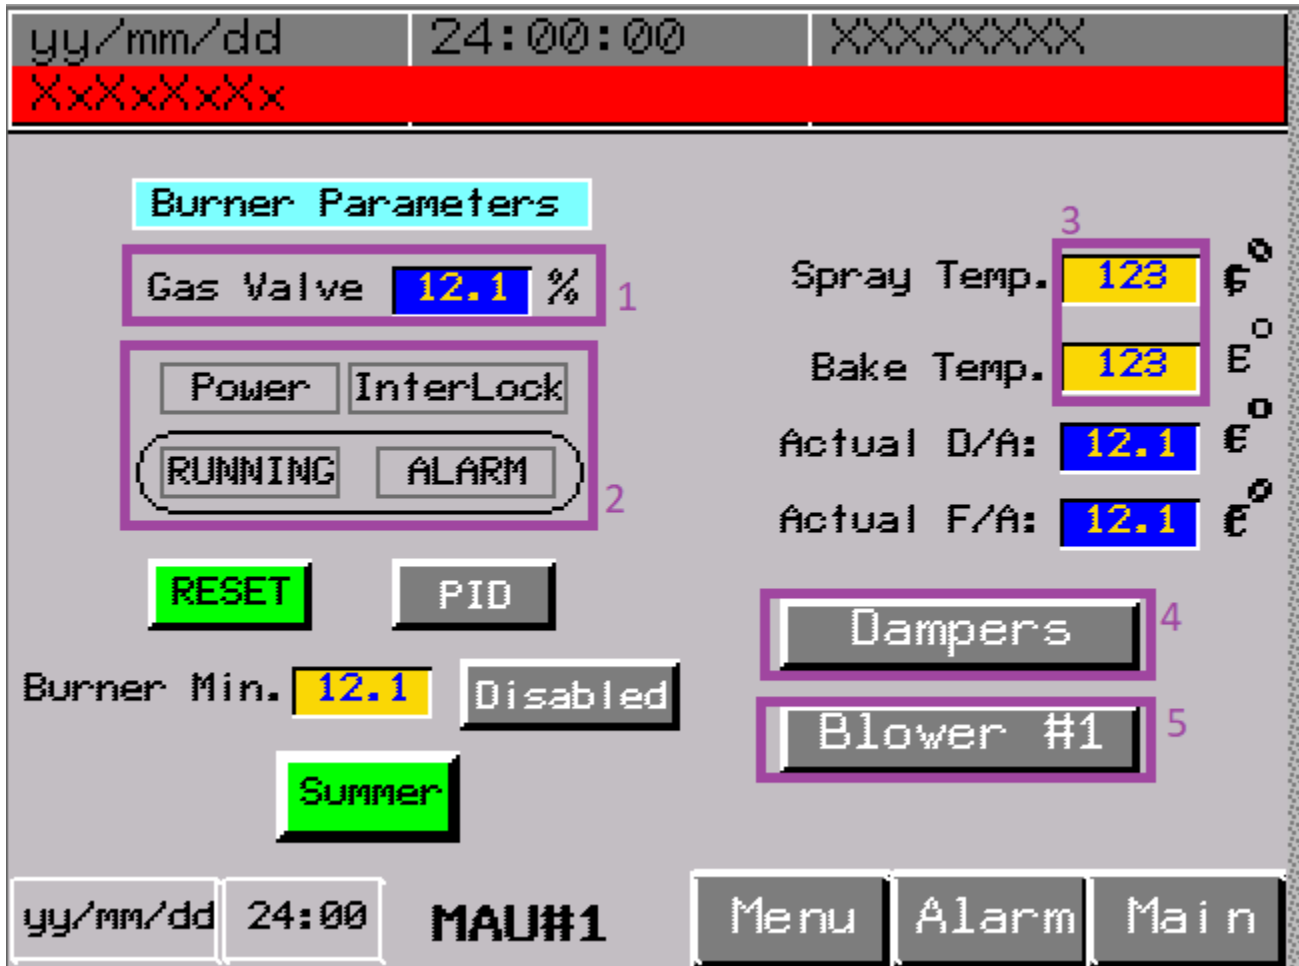 yy/mm/dd 24:00:00 XXXXXXXX
XxXxXxXx
Burner Parameters
Gas Valve 12.1 % 1
Power InterLock
RUNNING ALARM
2
RESET PID
Burner Min. 12.1 Disabled
Summer
3
Spray Temp. 123
Bake Temp. 123
Actual D/A: 12.1
Actual F/A: 12.1
Dampers 4
Blower #1 5
yy/mm/dd 24:00 MAU#1 Menu Alarm Main